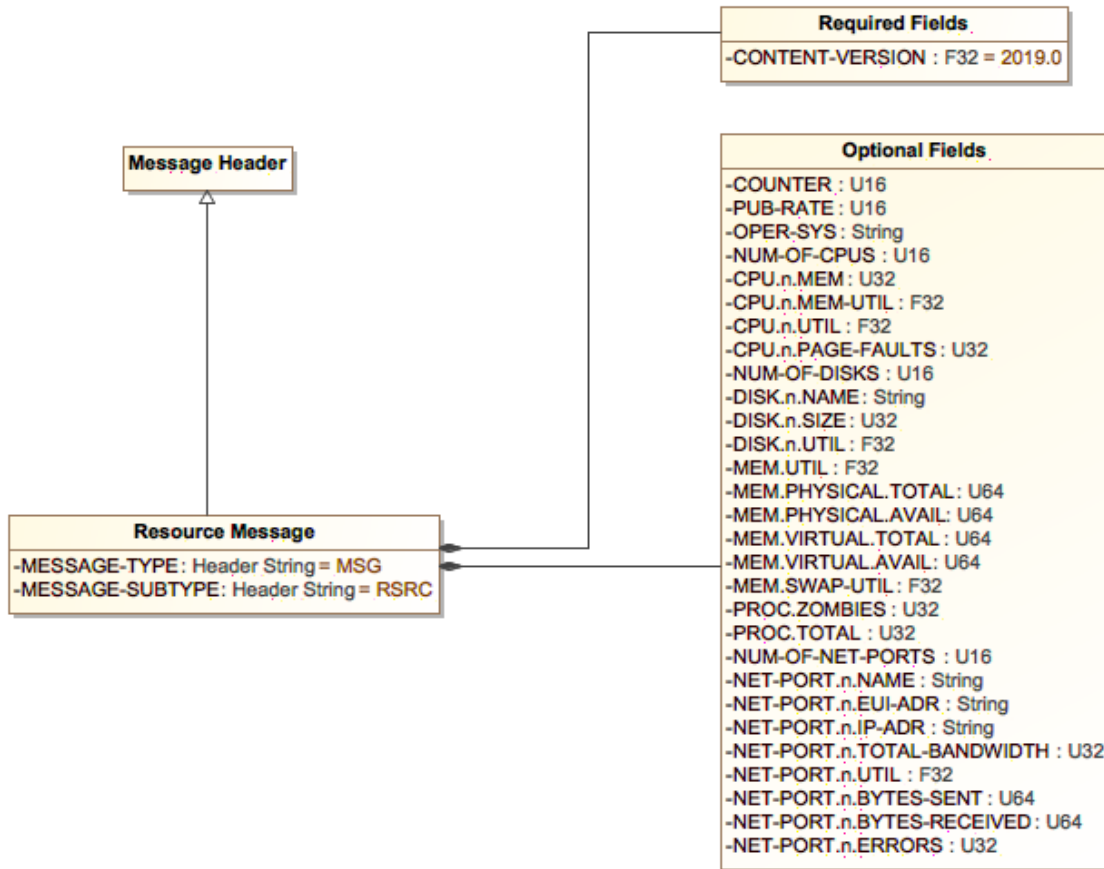 Required Fields
-CONTENT-VERSION : F32 = 2019.0
Message Header
Optional Fields
-COUNTER : U16
-PUB-RATE : U16
-OPER-SYS : String
-NUM-OF-CPUS : U16
-CPU.n.MEM : U32
-CPU.n.MEM-UTIL : F32
-CPU.n.UTIL : F32
-CPU.n.PAGE-FAULTS : U32
-NUM-OF-DISKS : U16
-DISK.n.NAME : String
-DISK.n.SIZE : U32
-DISK.n.UTIL : F32
-MEM.UTIL : F32
-MEM.PHYSICAL.TOTAL : U64
-MEM.PHYSICAL.AVAIL : U64
-MEM.VIRTUAL.TOTAL : U64
-MEM.VIRTUAL.AVAIL : U64
-MEM.SWAP-UTIL : F32
-PROC.ZOMBIES : U32
-PROC.TOTAL : U32
-NUM-OF-NET-PORTS : U16
-NET-PORT.n.NAME : String
-NET-PORT.n.EUI-ADR : String
-NET-PORT.n.IP-ADR : String
-NET-PORT.n.TOTAL-BANDWIDTH : U32
-NET-PORT.n.UTIL : F32
-NET-PORT.n.BYTES-SENT : U64
-NET-PORT.n.BYTES-RECEIVED : U64
-NET-PORT.n.ERRORS : U32
Resource Message
-MESSAGE-TYPE : Header String = MSG
-MESSAGE-SUBTYPE : Header String = RSRC